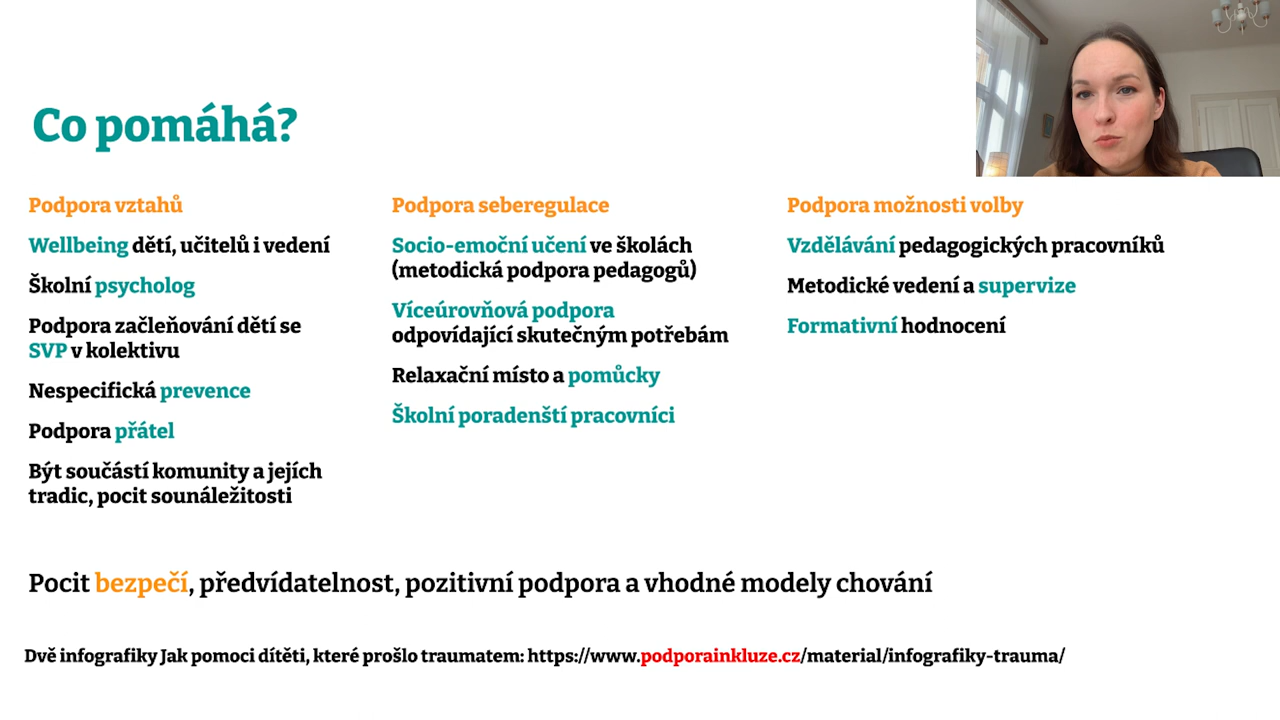 Co pomáhá?
Podpora vztahů
Wellbeing dětí, učitelů i vedení
Školní psycholog
Podpora začleňování dětí se
SVP v kolektivu
Nespecifická prevence
Podpora přátel
Být součástí komunity a jejích
tradic, pocit sounáležitosti
Podpora seberegulace
Socio-emoční učení ve školách
(metodická podpora pedagogů)
Víceúrovňová podpora
odpovídající skutečným potřebám
Relaxační místo a pomůcky
Školní poradenští pracovníci
Podpora možnosti volby
Vzdělávání pedagogických pracovníků
Metodické vedení a supervize
Formativní hodnocení
Pocit bezpečí, předvídatelnost, pozitivní podpora a vhodné modely chování
Dvě infografiky Jak pomoci dítěti, které prošlo traumatem: https://www.podporainkluze.cz/material/infografiky-trauma/